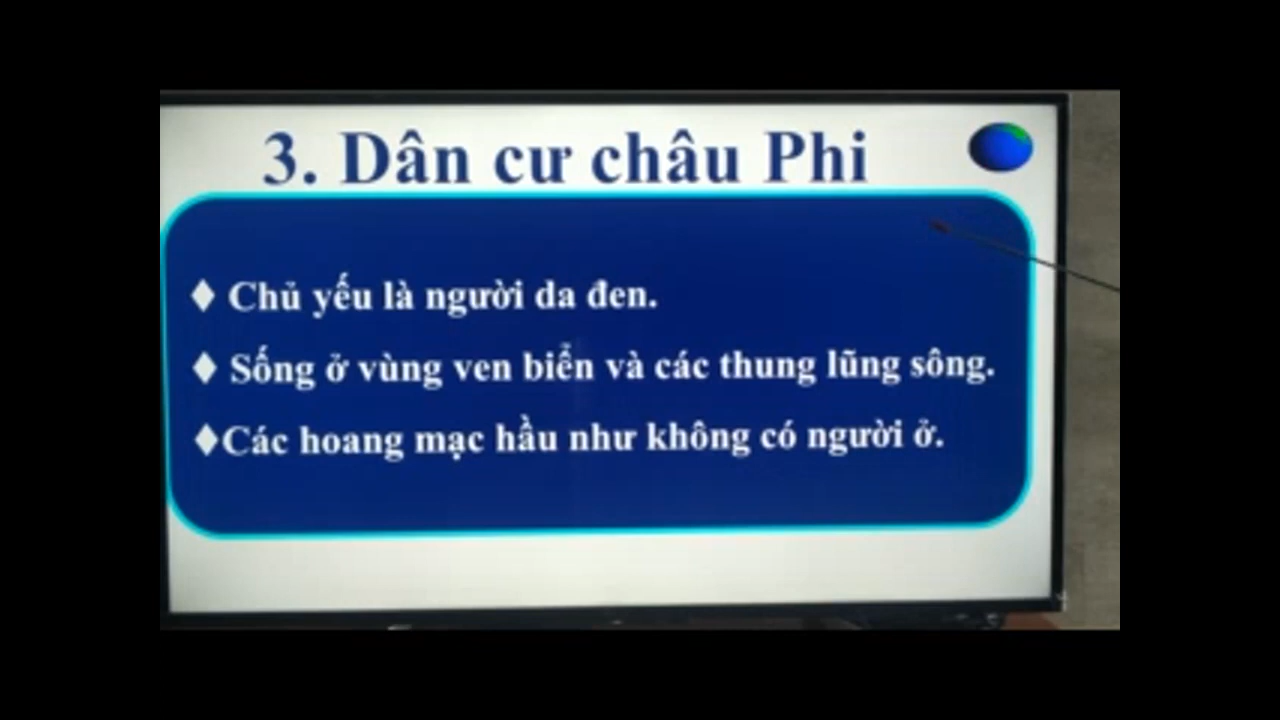 3. Dân cư châu Phi
♦ Chủ yếu là người da đen.
♦ Sống ở vùng ven biển và các thung lũng sông.
♦Các hoang mạc hầu như không có người ở.